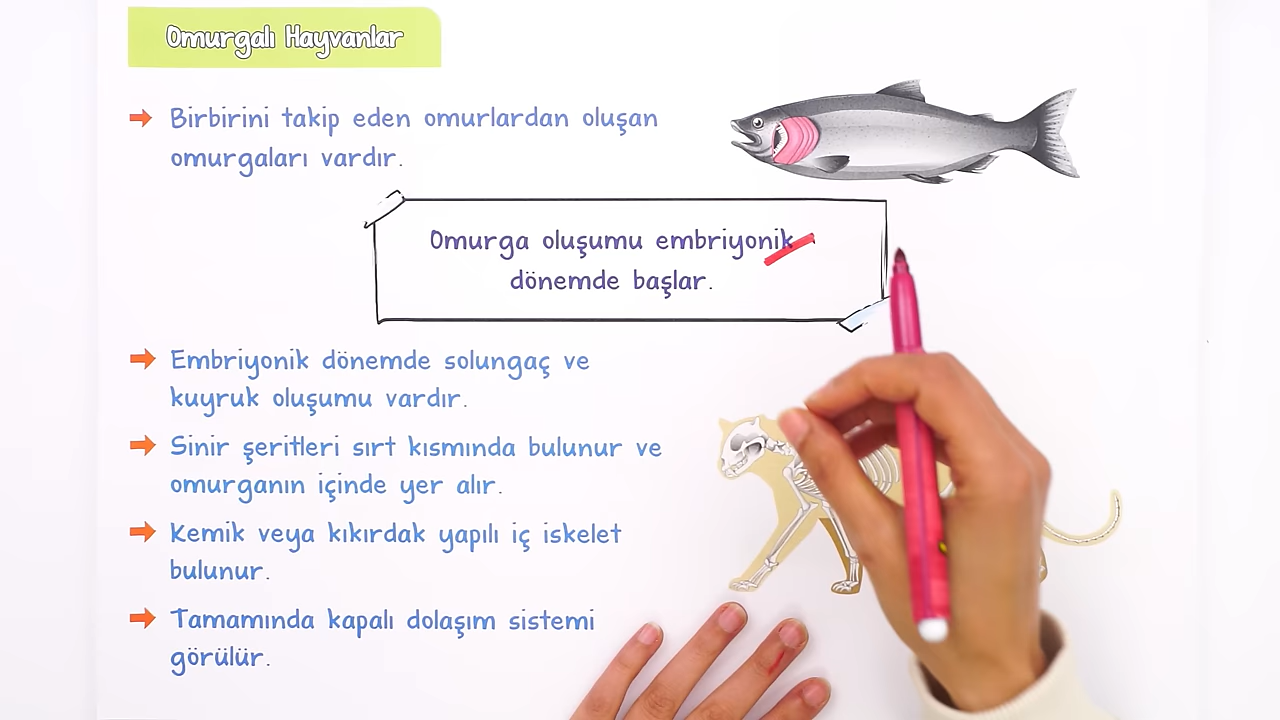 Omurgalı Hayvanlar
Birbirini takip eden omurlardan oluşan
omurgaları vardır.
Omurga oluşumu embriyonik
dönemde başlar.
Embriyonik dönemde solungaç ve
kuyruk oluşumu vardır.
Sinir şeritleri sırt kısmında bulunur ve
omurganın içinde yer alır.
Kemik veya kıkırdak yapılı iç iskelet
bulunur.
Tamamında kapalı dolaşım sistemi
görülür.